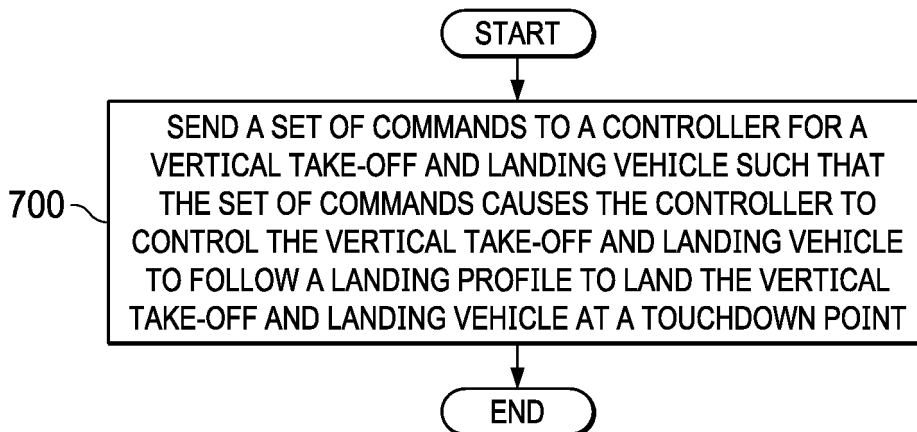 START
SEND A SET OF COMMANDS TO A CONTROLLER FOR A
VERTICAL TAKE-OFF AND LANDING VEHICLE SUCH THAT
THE SET OF COMMANDS CAUSES THE CONTROLLER TO
CONTROL THE VERTICAL TAKE-OFF AND LANDING VEHICLE
TO FOLLOW A LANDING PROFILE TO LAND THE VERTICAL
TAKE-OFF AND LANDING VEHICLE AT A TOUCHDOWN POINT
700
END